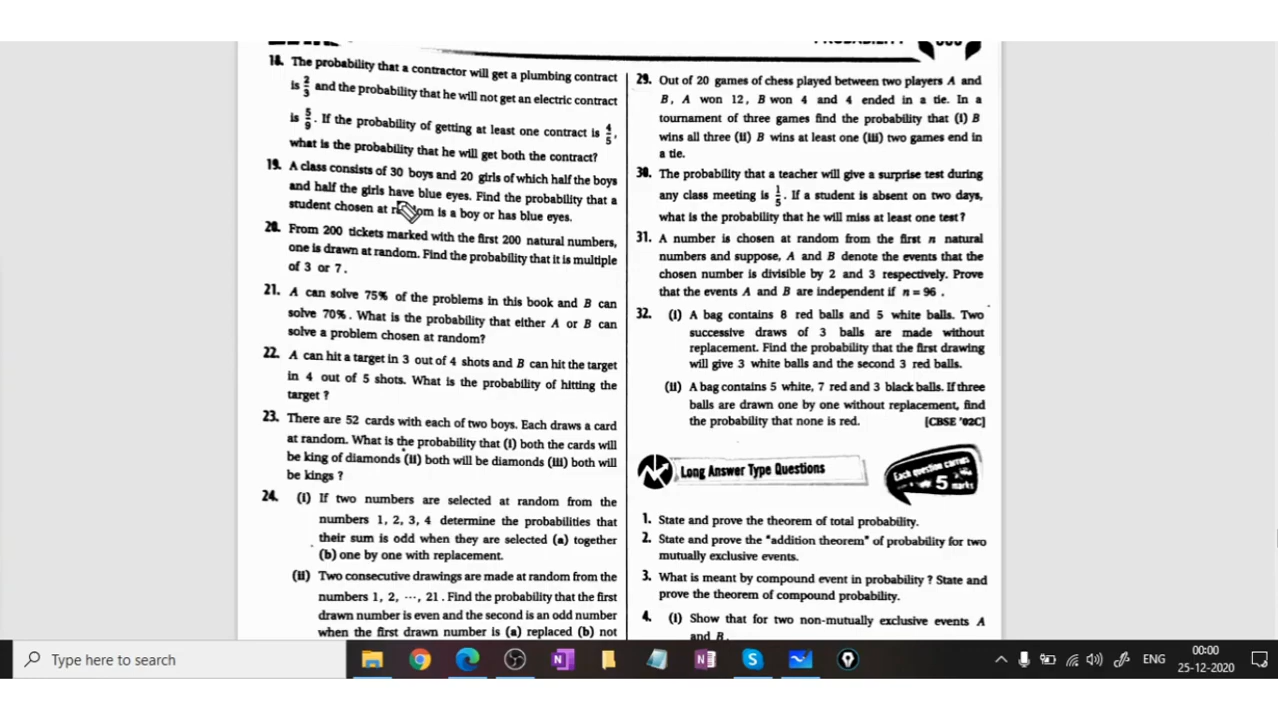 PROBABILITY
18. The probability that a contractor will get a plumbing contract
is 2/3 and the probability that he will not get an electric contract
is 5/9. If the probability of getting at least one contract is 4/5,
what is the probability that he will get both the contract?
19. A class consists of 30 boys and 20 girls of which half the boys
and half the girls have blue eyes. Find the probability that a
student chosen at random is a boy or has blue eyes.
20. From 200 tickets marked with the first 200 natural numbers,
one is drawn at random. Find the probability that it is multiple
of 3 or 7.
21. A can solve 75% of the problems in this book and B can
solve 70%. What is the probability that either A or B can
solve a problem chosen at random?
22. A can hit a target in 3 out of 4 shots and B can hit the target
in 4 out of 5 shots. What is the probability of hitting the
target ?
23. There are 52 cards with each of two boys. Each draws a card
at random. What is the probability that (i) both the cards will
be king of diamonds (ii) both will be diamonds (iii) both will
be kings ?
24. (i) If two numbers are selected at random from the
numbers 1, 2, 3, 4 determine the probabilities that
their sum is odd when they are selected (a) together
(b) one by one with replacement.
(ii) Two consecutive drawings are made at random from the
numbers 1, 2, ..., 21. Find the probability that the first
drawn number is even and the second is an odd number
when the first drawn number is (a) replaced (b) not
29. Out of 20 games of chess played between two players A and
B, A won 12, B won 4 and 4 ended in a tie. In a
tournament of three games find the probability that (i) B
wins all three (ii) B wins at least one (iii) two games end in
a tie.
30. The probability that a teacher will give a surprise test during
any class meeting is 1/5. If a student is absent on two days,
what is the probability that he will miss at least one test?
31. A number is chosen at random from the first n natural
numbers and suppose, A and B denote the events that the
chosen number is divisible by 2 and 3 respectively. Prove
that the events A and B are independent if n = 96 .
32. (i) A bag contains 8 red balls and 5 white balls. Two
successive draws of 3 balls are made without
replacement. Find the probability that the first drawing
will give 3 white balls and the second 3 red balls.
(ii) A bag contains 5 white, 7 red and 3 black balls. If three
balls are drawn one by one without replacement, find
the probability that none is red. [CBSE '02C]
Long Answer Type Questions
Each question carries
5 marks
1. State and prove the theorem of total probability.
2. State and prove the "addition theorem" of probability for two
mutually exclusive events.
3. What is meant by compound event in probability ? State and
prove the theorem of compound probability.
4. (i) Show that for two non-mutually exclusive events A
and B,
Type here to search
ENG
00:00
25-12-2020